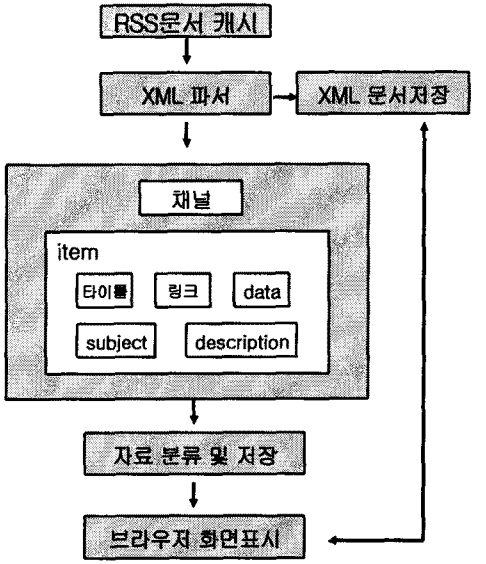 RSS문서 캐시
XML 파서
XML 문서저장
채널
item
타이틀
링크
data
subject
description
자료 분류 및 저장
브라우저 화면표시